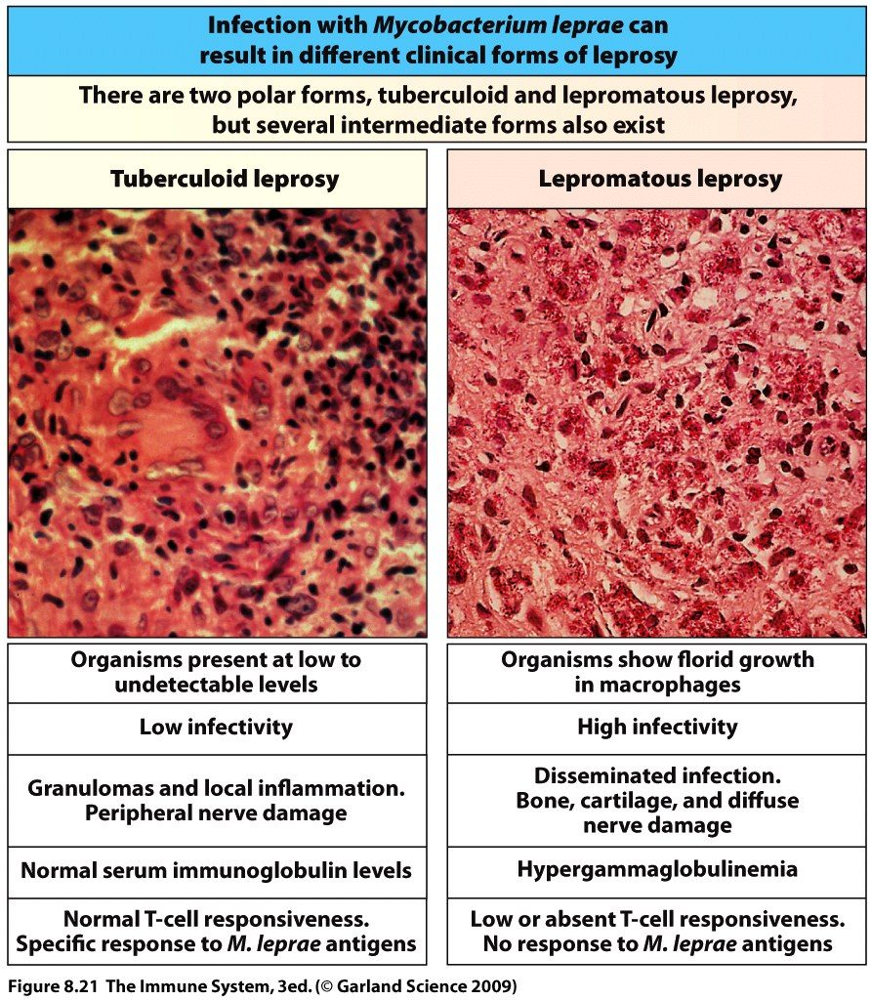 Infection with Mycobacterium leprae can
result in different clinical forms of leprosy
There are two polar forms, tuberculoid and lepromatous leprosy,
but several intermediate forms also exist
Tuberculoid leprosy
Lepromatous leprosy
Organisms present at low to
undetectable levels
Organisms show florid growth
in macrophages
Low infectivity
High infectivity
Granulomas and local inflammation.
Peripheral nerve damage
Disseminated infection.
Bone, cartilage, and diffuse
nerve damage
Normal serum immunoglobulin levels
Hypergammaglobulinemia
Normal T-cell responsiveness.
Specific response to M. leprae antigens
Low or absent T-cell responsiveness.
No response to M. leprae antigens
Figure 8.21 The Immune System, 3ed. (© Garland Science 2009)